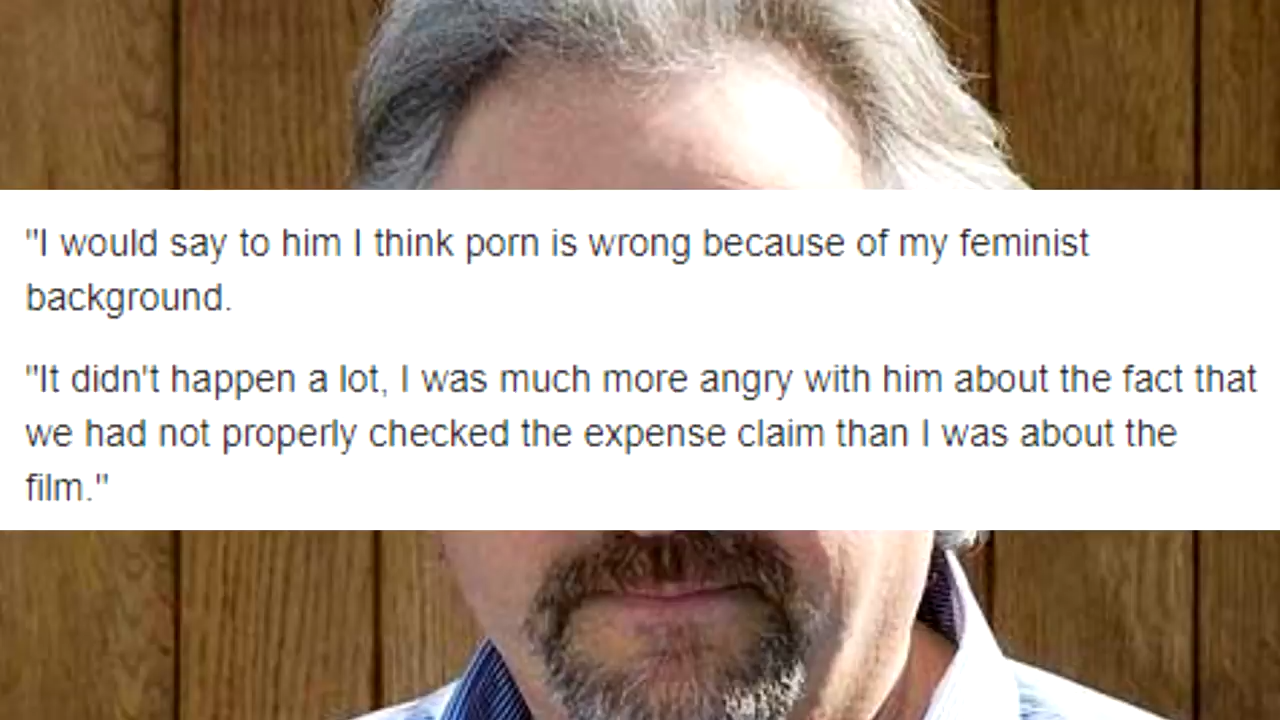 "I would say to him I think porn is wrong because of my feminist
background.
"It didn't happen a lot, I was much more angry with him about the fact that
we had not properly checked the expense claim than I was about the
film."